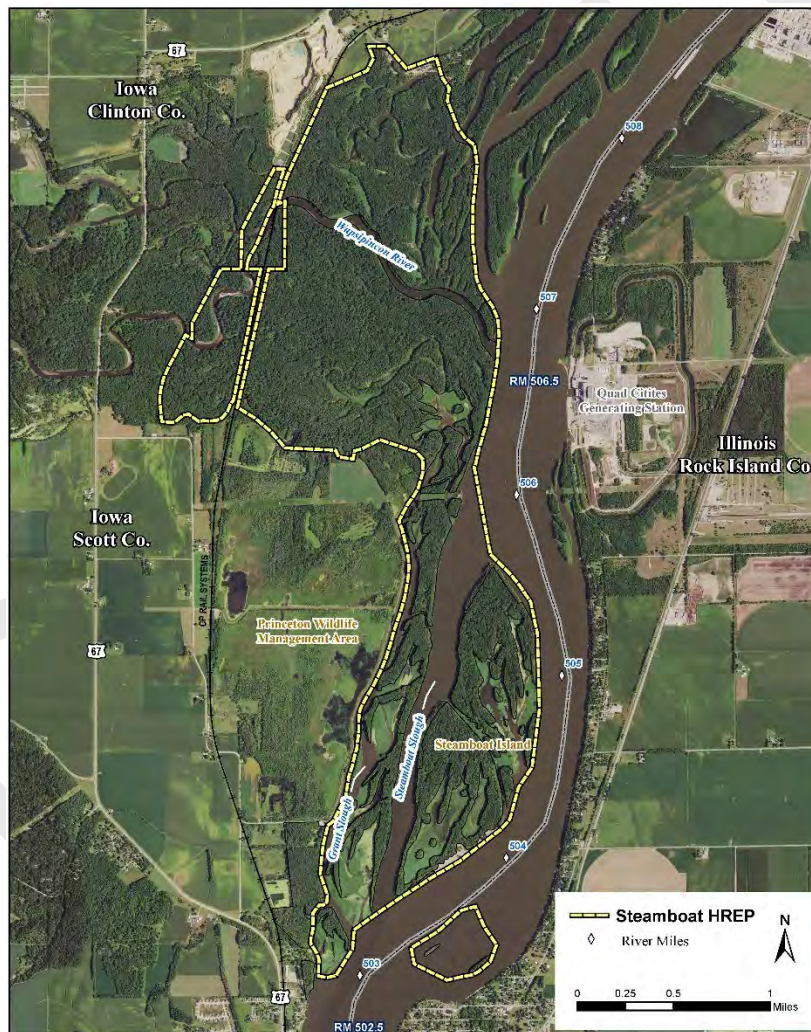 67
Iowa
Clinton Co.
508
Wapsipinicon River
507
RM 506.5
Quad Citites
Generating Station
Illinois
Rock Island Co
506
Iowa
Scott Co.
CP RAIL SYSTEMS
67
Princeton Wildlife
Management Area
505
Steamboat Slough
Steamboat Island
Grant Slough
504
Steamboat HREP
N
River Miles
503
67
0 0.25 0.5 1
Miles
RM 502.5